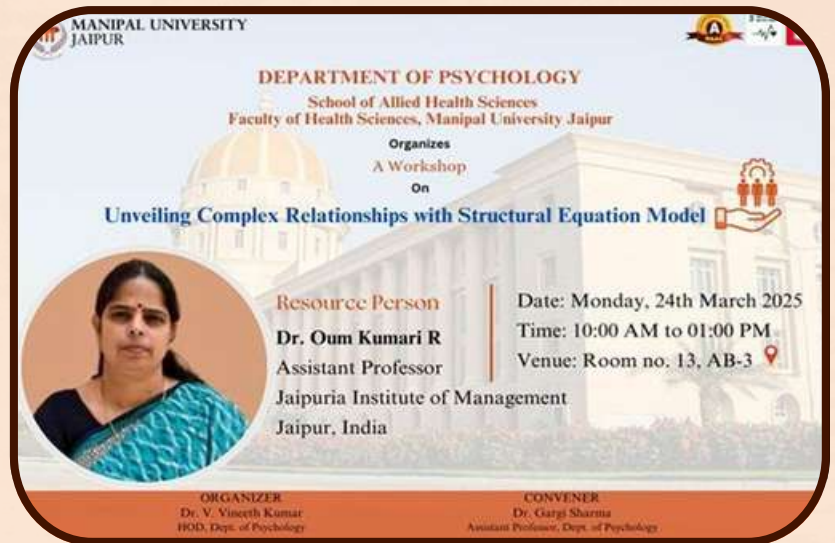 MANIPAL UNIVERSITY
JAIPUR
DEPARTMENT OF PSYCHOLOGY
School of Allied Health Sciences
Faculty of Health Sciences, Manipal University Jaipur
Organizes
A Workshop
On
Unveiling Complex Relationships with Structural Equation Model
Resource Person
Dr. Oum Kumari R
Assistant Professor
Jaipuria Institute of Management
Jaipur, India
Date: Monday, 24th March 2025
Time: 10:00 AM to 01:00 PM
Venue: Room no. 13, AB-3
ORGANIZER
Dr. V. Vineeth Kumar
HOD, Dept. of Psychology
CONVENER
Dr. Gargi Sharma
Assistant Professor, Dept. of Psychology